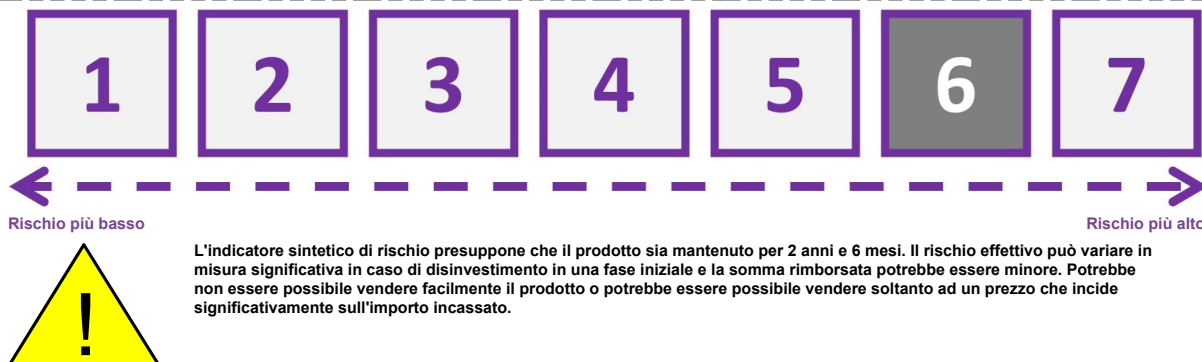 1 2 3 4 5 6 7
Rischio più basso Rischio più alto
L'indicatore sintetico di rischio presuppone che il prodotto sia mantenuto per 2 anni e 6 mesi. Il rischio effettivo può variare in
misura significativa in caso di disinvestimento in una fase iniziale e la somma rimborsata potrebbe essere minore. Potrebbe
non essere possibile vendere facilmente il prodotto o potrebbe essere possibile vendere soltanto ad un prezzo che incide
significativamente sull'importo incassato.
!